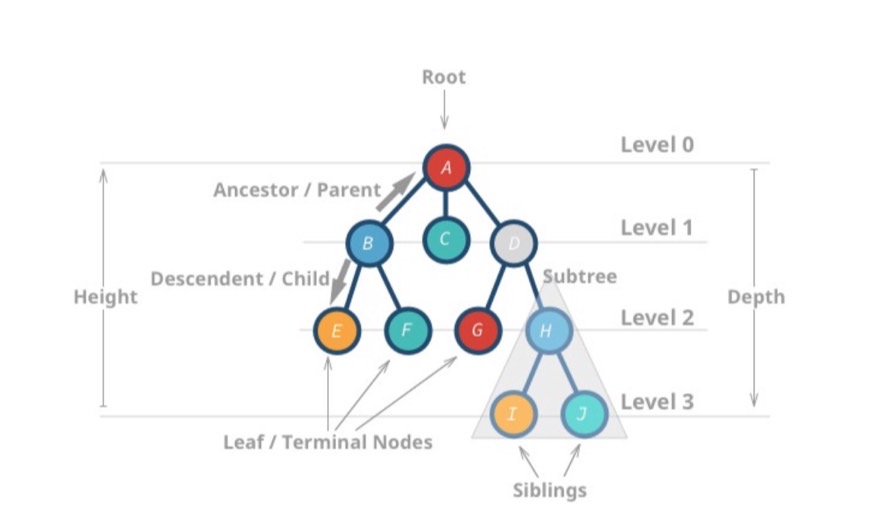 Root
Level 0
A
Ancestor / Parent
Level 1
B
C
D
Descendent / Child
Subtree
Height
Depth
Level 2
E
F
G
H
Level 3
I
J
Leaf / Terminal Nodes
Siblings